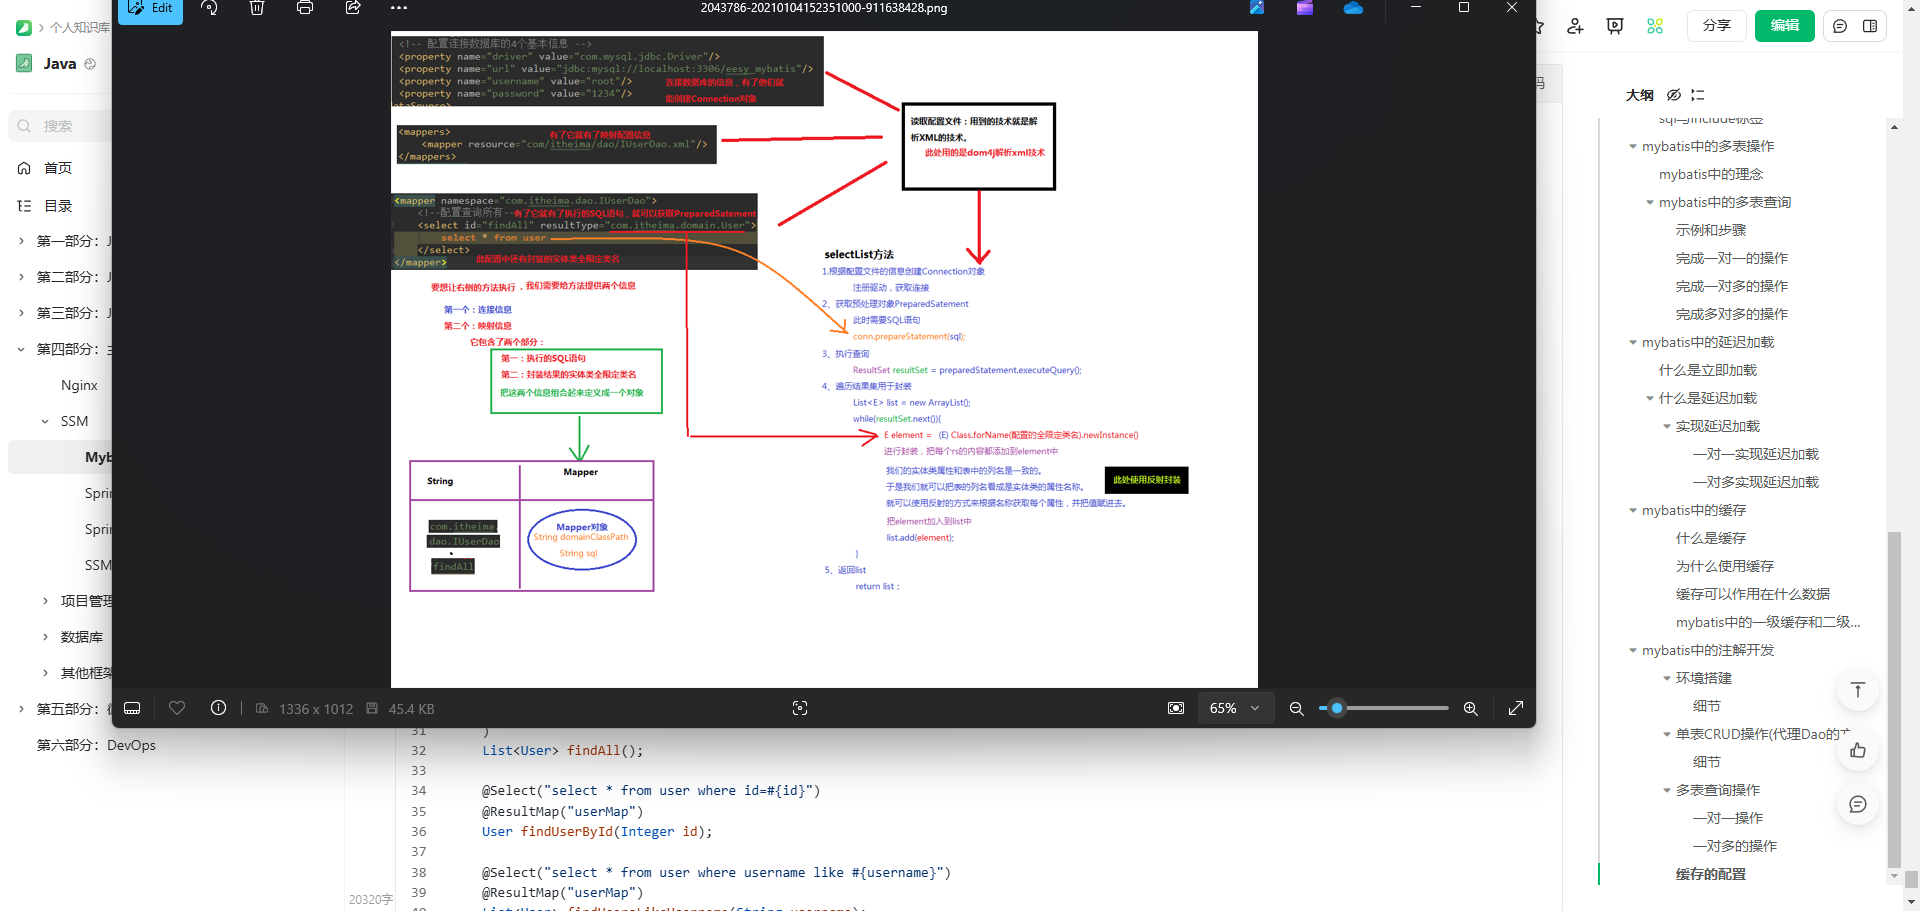 个人知识库
Java
搜索
首页
目录
第一部分：J
第二部分：J
第三部分：J
第四部分：
Nginx
SSM
Myb
Sprin
Sprin
SSM
项目管理
数据库
其他框架
第五部分：
第六部分：DevOps
Edit
2043786-20210104152351000-911638428.png
<!-- 配置连接数据库的4个基本信息 -->
<property name="driver" value="com.mysql.jdbc.Driver"/>
<property name="url" value="jdbc:mysql://localhost:3306/eesy_mybatis"/>
<property name="username" value="root"/>
连接数据库的信息，有了他们就
<property name="password" value="1234"/>
能创建Connection对象
ataSource>
<mappers>
有了它就有了映射配置信息
<mapper resource="com/itheima/dao/IUserDao.xml"/>
</mappers>
<mapper namespace="com.itheima.dao.IUserDao">
<!--配置查询所有--有了它就有了执行的SQL语句，就可以获取PreparedSatement
<select id="findAll" resultType="com.itheima.domain.User">
select * from user
</select>
</mapper>
此配置中还有封装的实体类全限定类名
读取配置文件：用到的技术就是解
析XML的技术。
此处用的是dom4j解析xml技术
要想让右侧的方法执行，我们需要给方法提供两个信息
第一个：连接信息
第二个：映射信息
它包含了两个部分：
第一：执行的SQL语句
第二：封装结果的实体类全限定类名
把这两个信息组合起来定义成一个对象
String
Mapper
com.itheima.
dao.IUserDao
.
findAll
Mapper对象
String domainClassPath
String sql
selectList方法
1.根据配置文件的信息创建Connection对象
注册驱动，获取连接
2、获取预处理对象PreparedSatement
此时需要SQL语句
conn.prepareStatement(sql);
3、执行查询
ResultSet resultSet = preparedStatement.executeQuery();
4、遍历结果集用于封装
List<E> list = new ArrayList();
while(resultSet.next()){
E element = (E) Class.forName(配置的全限定类名).newInstance()
进行封装，把每个rs的内容都添加到element中
我们的实体类属性和表中的列名是一致的。
于是我们就可以把表的列名看成是实体类的属性名称。
就可以使用反射的方式来根据名称获取每个属性，并把值赋进去。
此处使用反射封装
把element加入到list中
list.add(element);
}
5、返回list
return list；
1336 x 1012
45.4 KB
65%
31 )
32 List<User> findAll();
33
34 @Select("select * from user where id=#{id}")
35 @ResultMap("userMap")
36 User findUserById(Integer id);
37
38 @Select("select * from user where username like #{username}")
39 @ResultMap("userMap")
20320字
分享
编辑
码
大纲
sql与include标签
mybatis中的多表操作
mybatis中的理念
mybatis中的多表查询
示例和步骤
完成一对一的操作
完成一对多的操作
完成多对多的操作
mybatis中的延迟加载
什么是立即加载
什么是延迟加载
实现延迟加载
一对一实现延迟加载
一对多实现延迟加载
mybatis中的缓存
什么是缓存
为什么使用缓存
缓存可以作用在什么数据
mybatis中的一级缓存和二级...
mybatis中的注解开发
环境搭建
细节
单表CRUD操作(代理Dao的方
细节
多表查询操作
一对一操作
一对多的操作
缓存的配置